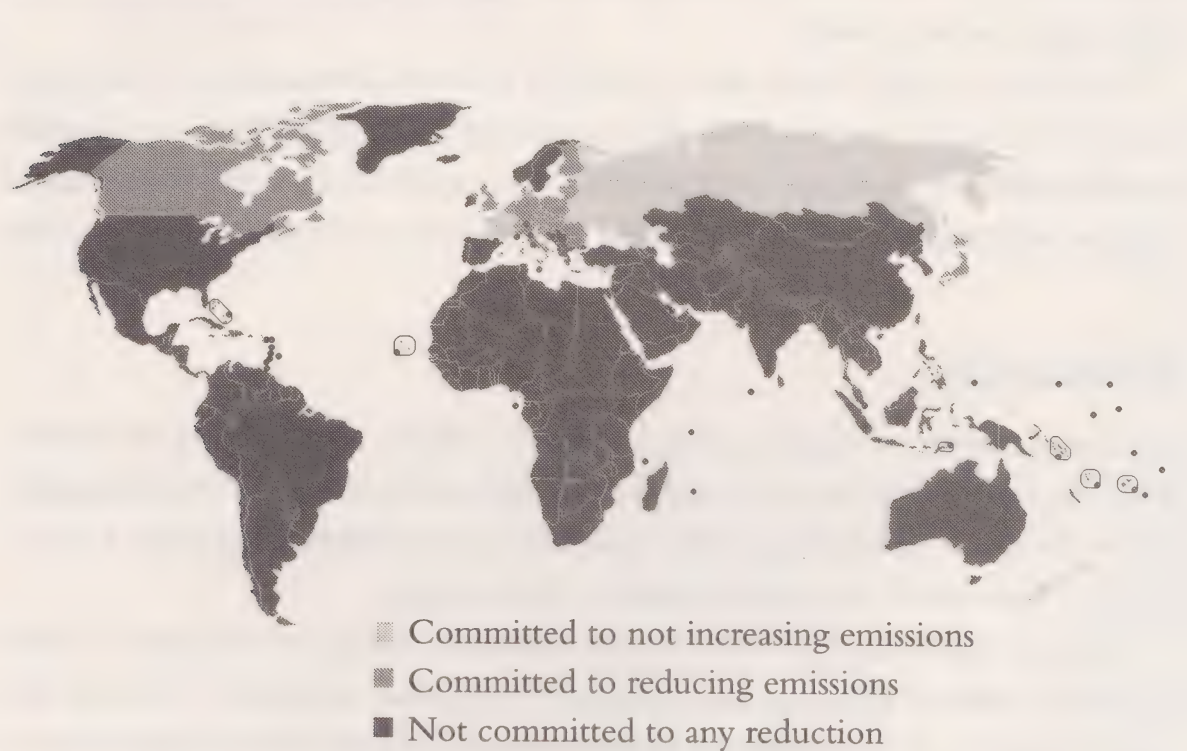 Committed to not increasing emissions
Committed to reducing emissions
Not committed to any reduction